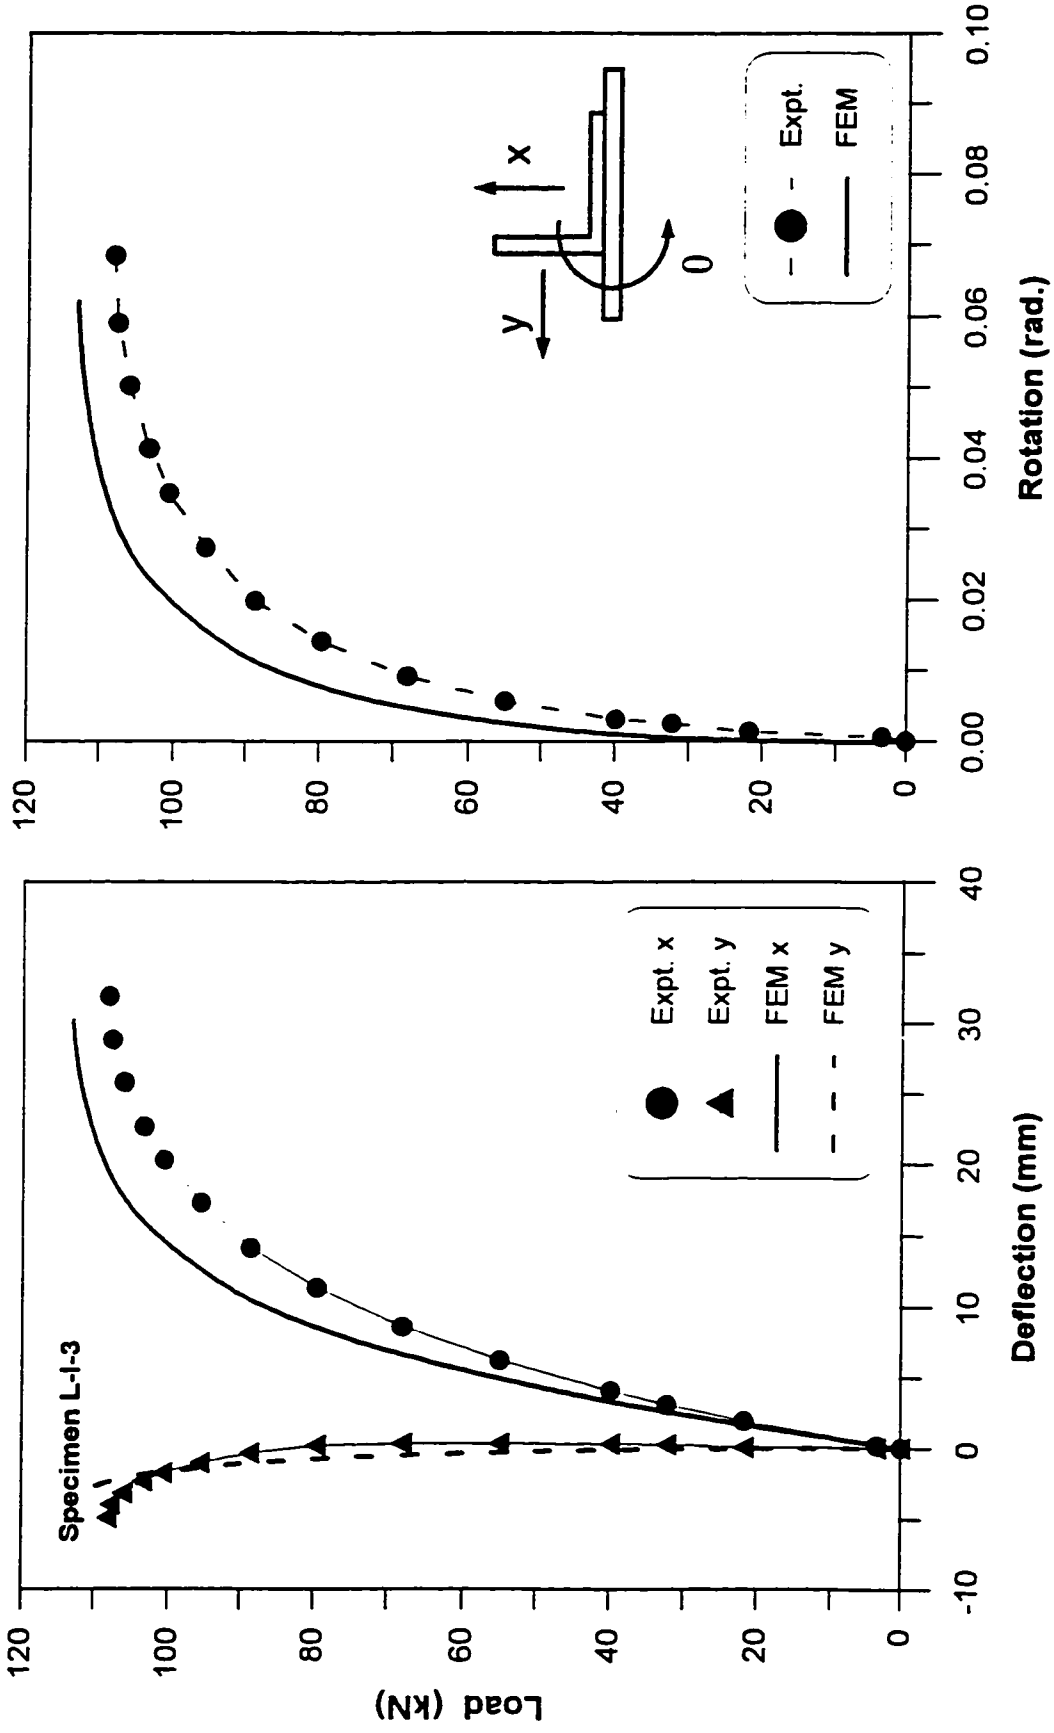 Specimen L-I-3
Load (kN)
120
100
80
60
40
20
0
-10
0
10
20
30
40
Deflection (mm)
Expt. x
Expt. y
FEM x
FEM y
120
100
80
60
40
20
0
0.00
0.02
0.04
0.06
0.08
0.10
Rotation (rad.)
x
y
θ
Expt.
FEM